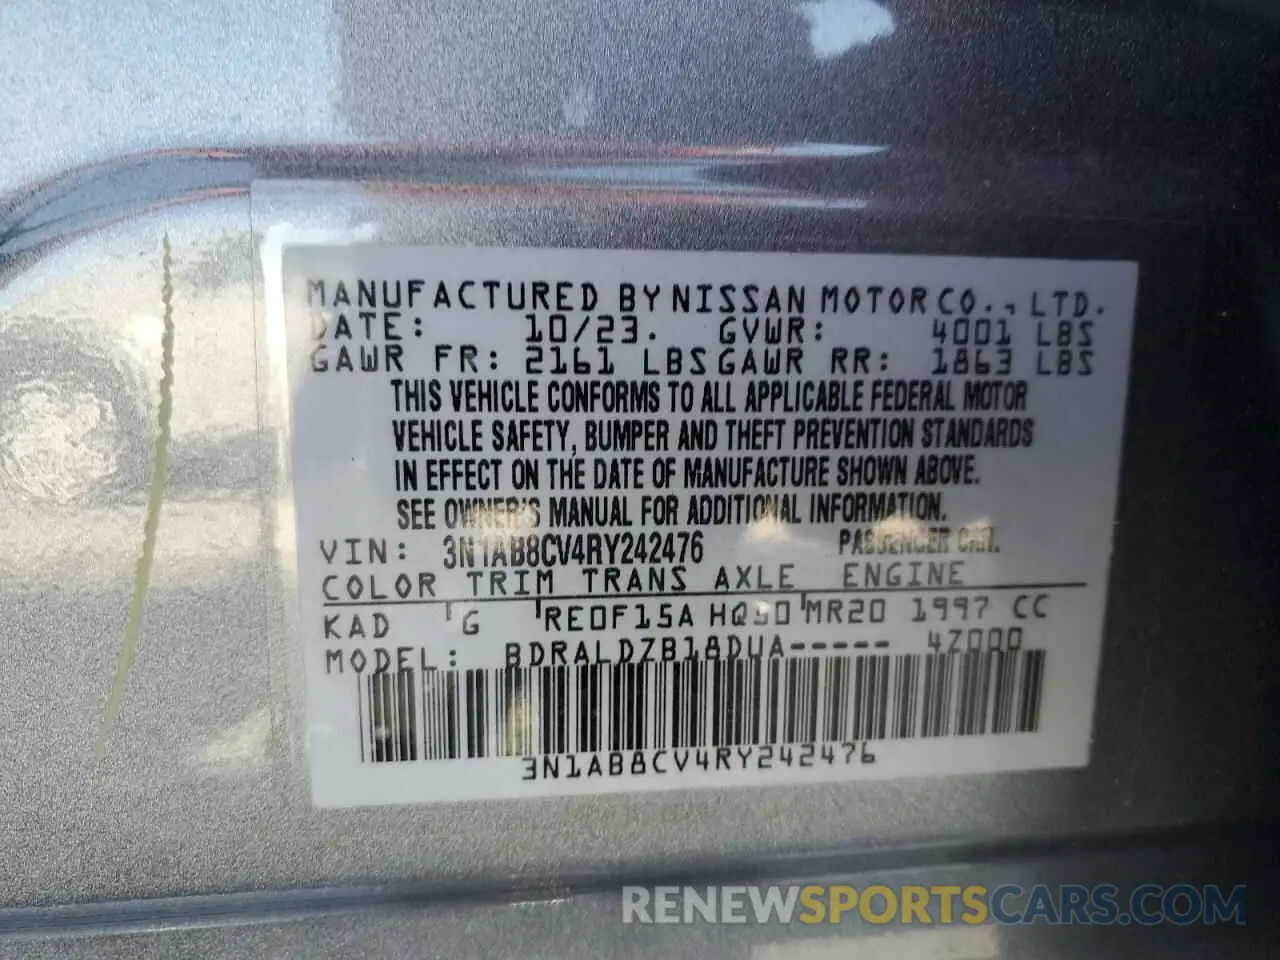 MANUFACTURED BY NISSAN MOTOR CO., LTD.
DATE: 10/23. GVWR: 4001 LBS
GAWR FR: 2161 LBS GAWR RR: 1863 LBS
THIS VEHICLE CONFORMS TO ALL APPLICABLE FEDERAL MOTOR
VEHICLE SAFETY, BUMPER AND THEFT PREVENTION STANDARDS
IN EFFECT ON THE DATE OF MANUFACTURE SHOWN ABOVE.
SEE OWNER'S MANUAL FOR ADDITIONAL INFORMATION.
VIN: 3N1AB8CV4RY242476 PASSENGER CAR.
COLOR TRIM TRANS AXLE ENGINE
KAD G RE0F15A HQ50 MR20 1997 CC
MODEL: BDRALDZB18DUA----- 4Z000
3N1AB8CV4RY242476
RENEWSPORTSCARS.COM